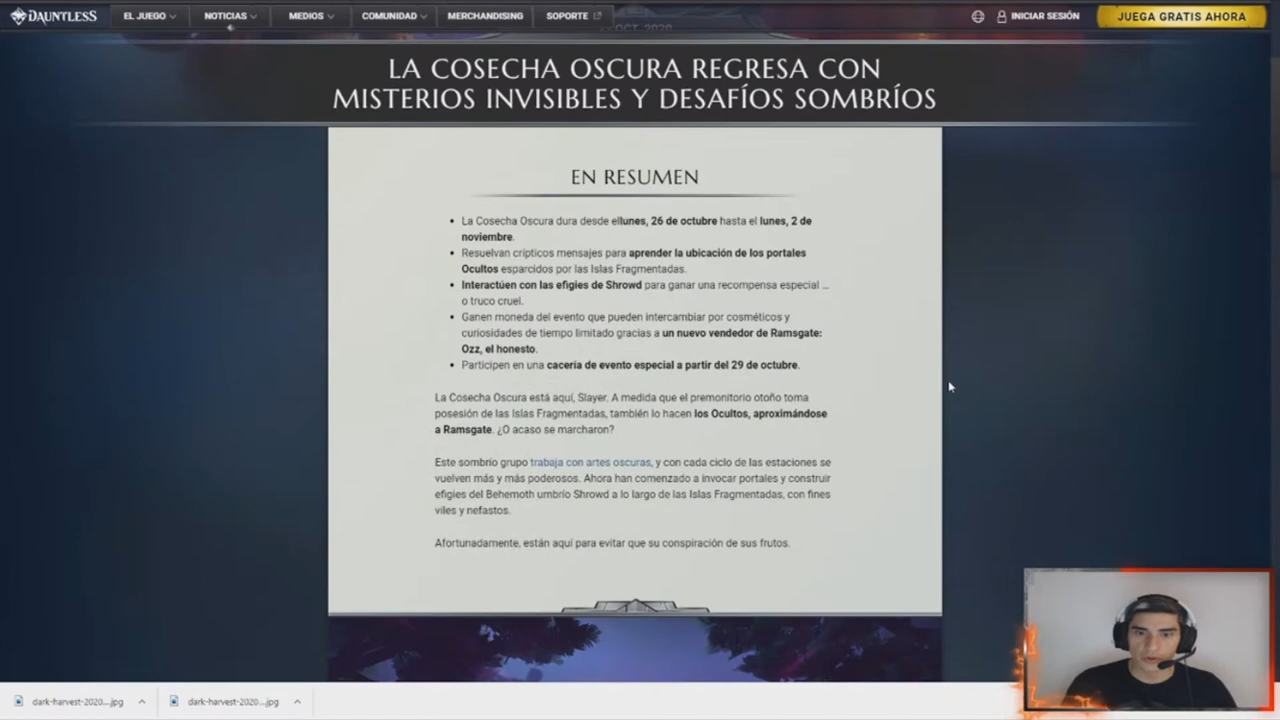 DAUNTLESS
EL JUEGO
NOTICIAS
MEDIOS
COMUNIDAD
MERCHANDISING
SOPORTE
INICIAR SESIÓN
JUEGA GRATIS AHORA
OCT, 2020
LA COSECHA OSCURA REGRESA CON
MISTERIOS INVISIBLES Y DESAFÍOS SOMBRÍOS
EN RESUMEN
• La Cosecha Oscura dura desde ellunes, 26 de octubre hasta el lunes, 2 de
noviembre.
• Resuelvan crípticos mensajes para aprender la ubicación de los portales
Ocultos esparcidos por las Islas Fragmentadas.
• Interactúen con las efigies de Shrowd para ganar una recompensa especial ...
o truco cruel.
• Ganen moneda del evento que pueden intercambiar por cosméticos y
curiosidades de tiempo limitado gracias a un nuevo vendedor de Ramsgate:
Ozz, el honesto.
• Participen en una cacería de evento especial a partir del 29 de octubre.
La Cosecha Oscura está aquí, Slayer. A medida que el premonitorio otoño toma
posesión de las Islas Fragmentadas, también lo hacen los Ocultos, aproximándose
a Ramsgate. ¿O acaso se marcharon?
Este sombrío grupo trabaja con artes oscuras, y con cada ciclo de las estaciones se
vuelven más y más poderosos. Ahora han comenzado a invocar portales y construir
efigies del Behemoth umbrío Shrowd a lo largo de las Islas Fragmentadas, con fines
viles y nefastos.
Afortunadamente, están aquí para evitar que su conspiración de sus frutos.
dark-harvest-2020....jpg
dark-harvest-2020....jpg